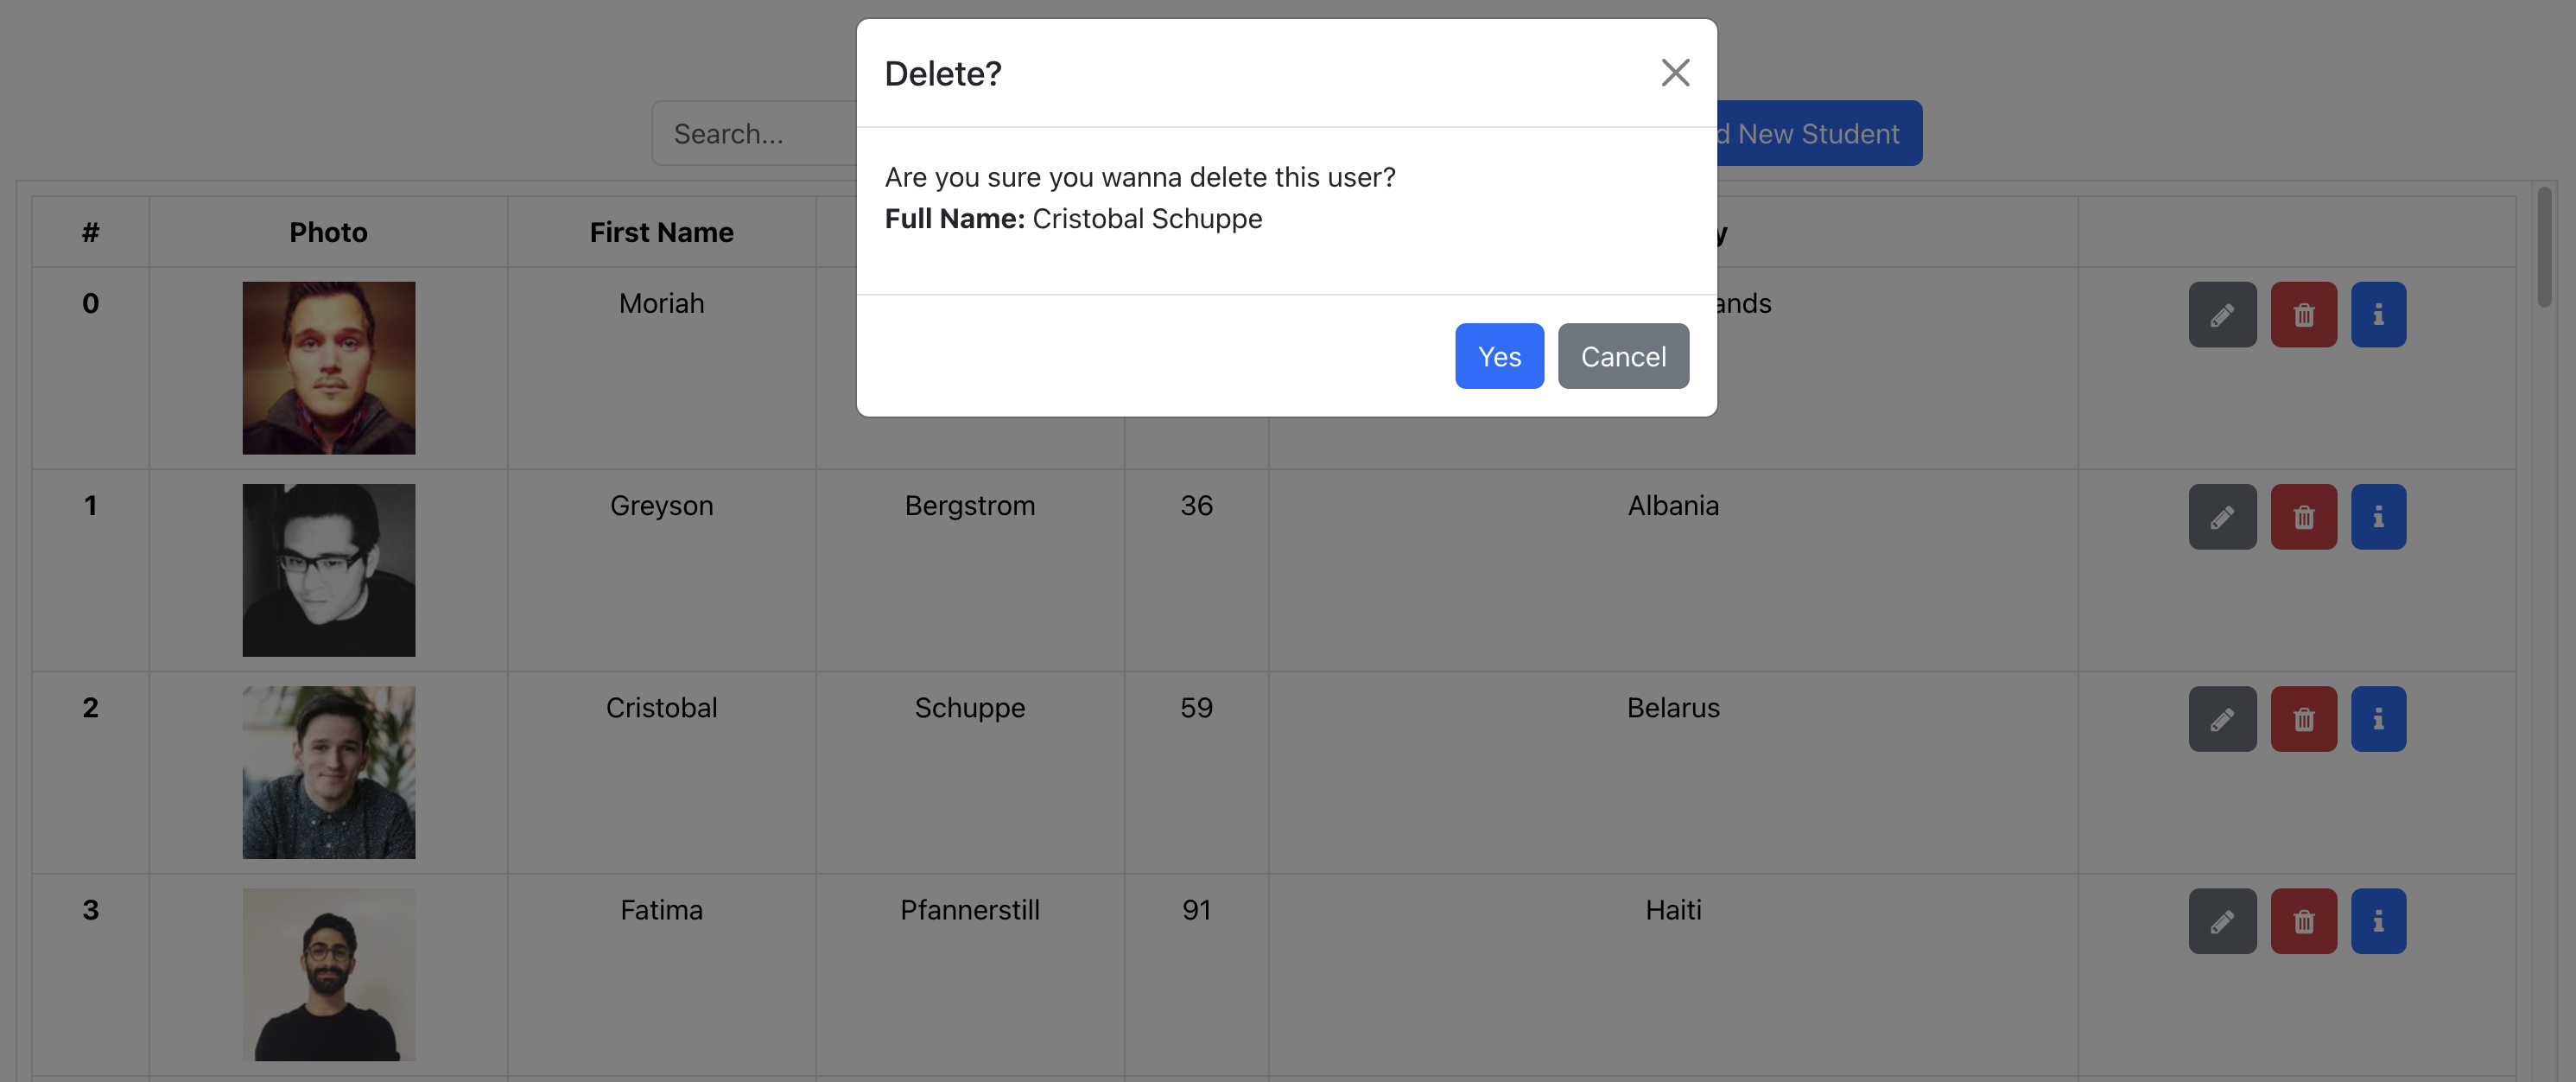 Delete?
Are you sure you wanna delete this user?
Full Name: Cristobal Schuppe
Yes Cancel
Search...
New Student
# Photo First Name
0 Moriah
1 Greyson Bergstrom 36 Albania
2 Cristobal Schuppe 59 Belarus
3 Fatima Pfannerstill 91 Haiti